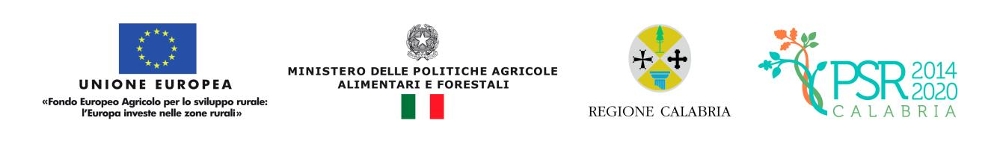 UNIONE EUROPEA
«Fondo Europeo Agricolo per lo sviluppo rurale:
l'Europa investe nelle zone rurali»
MINISTERO DELLE POLITICHE AGRICOLE
ALIMENTARI E FORESTALI
REGIONE CALABRIA
PSR 2014
2020
CALABRIA